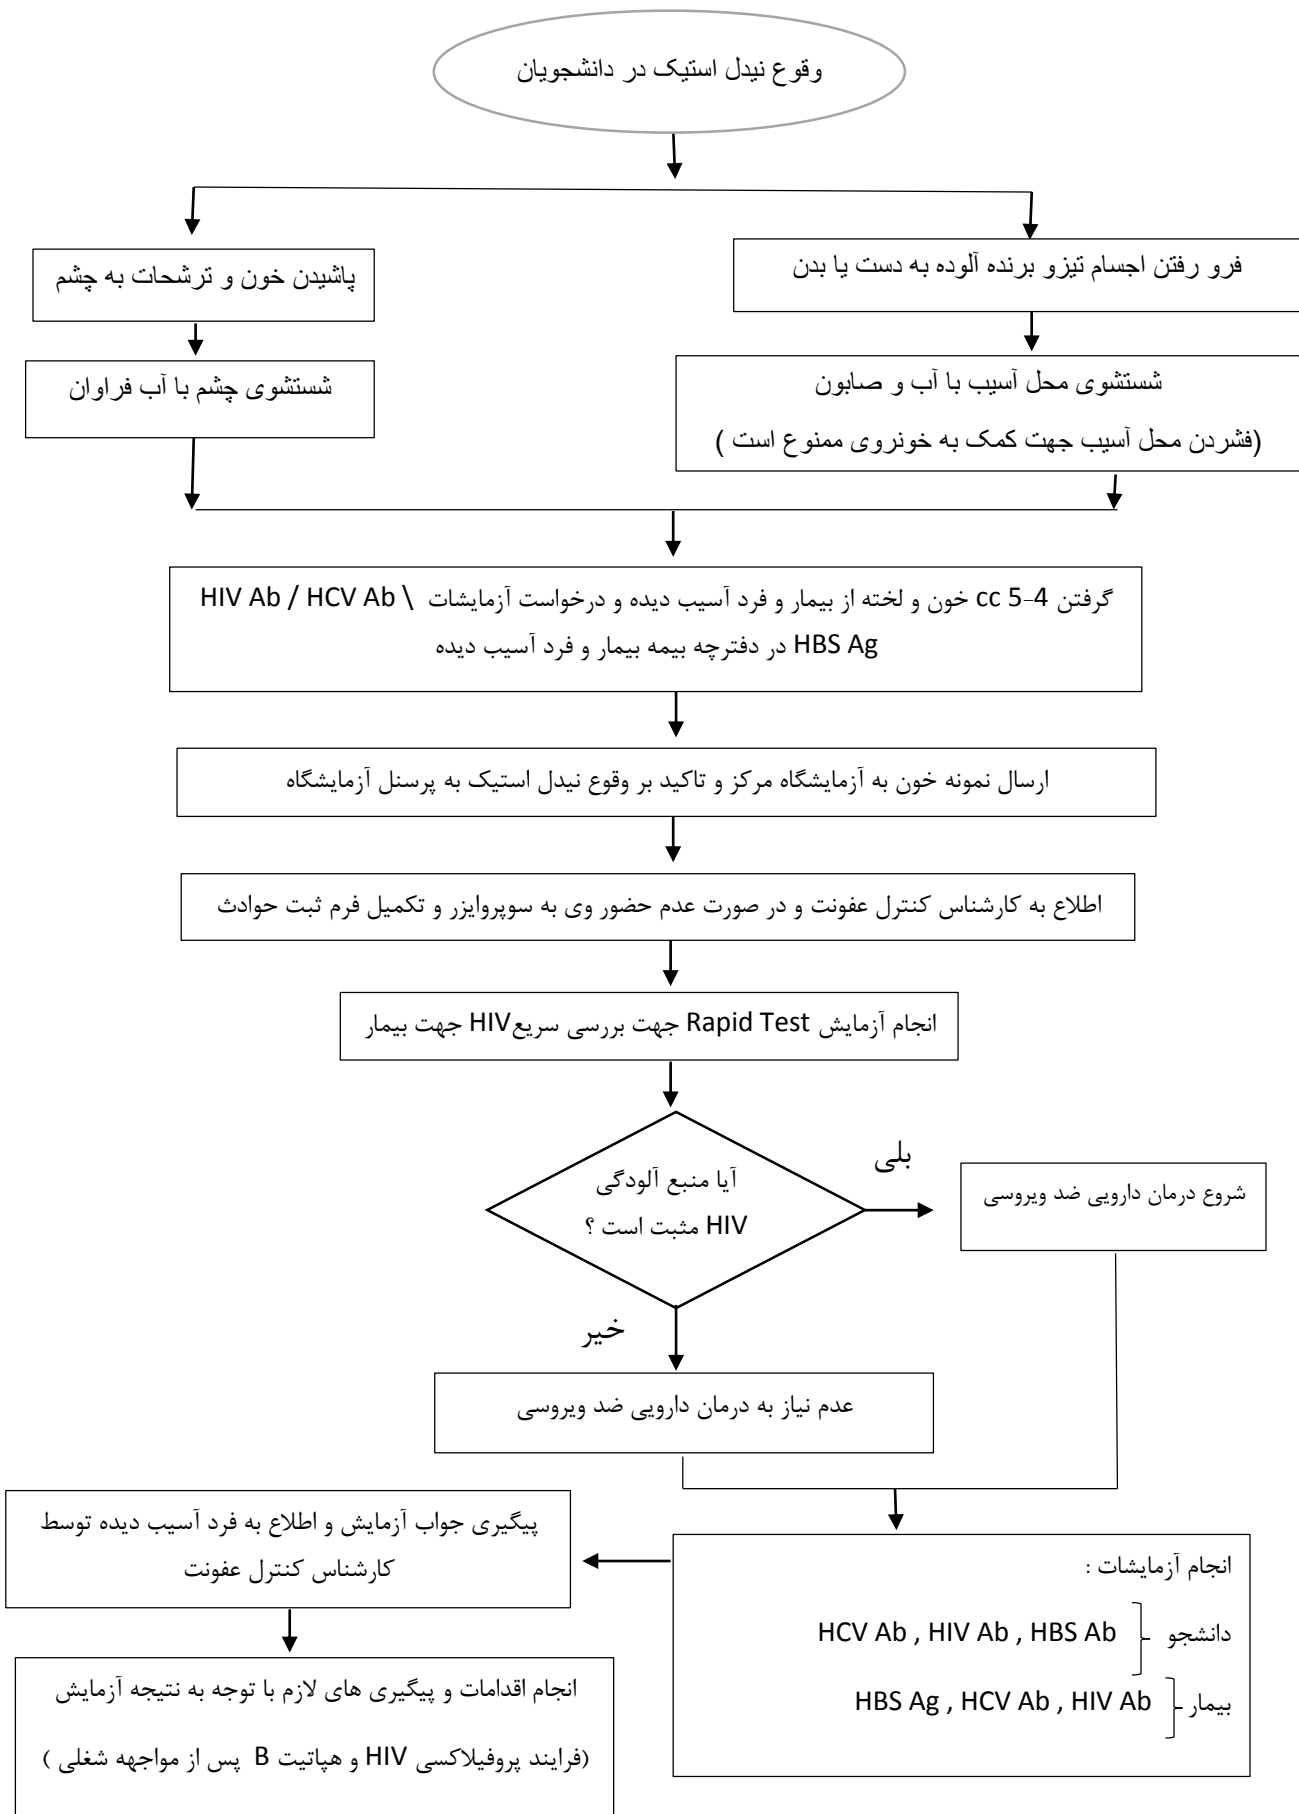 وقوع نیدل استیک در دانشجویان
فرو رفتن اجسام تیزو برنده آلوده به دست یا بدن
پاشیدن خون و ترشحات به چشم
شستشوی محل آسیب با آب و صابون
(فشردن محل آسیب جهت کمک به خونروی ممنوع است )
شستشوی چشم با آب فراوان
گرفتن 4-5 cc خون و لخته از بیمار و فرد آسیب دیده و درخواست آزمایشات HIV Ab / HCV Ab \
HBS Ag در دفترچه بیمه بیمار و فرد آسیب دیده
ارسال نمونه خون به آزمایشگاه مرکز و تاکید بر وقوع نیدل استیک به پرسنل آزمایشگاه
اطلاع به کارشناس کنترل عفونت و در صورت عدم حضور وی به سوپروایزر و تکمیل فرم ثبت حوادث
انجام آزمایش Rapid Test جهت بررسی سریعHIV جهت بیمار
آیا منبع آلودگی
HIV مثبت است ؟
بلی
شروع درمان دارویی ضد ویروسی
خیر
عدم نیاز به درمان دارویی ضد ویروسی
انجام آزمایشات :
دانشجو HCV Ab , HIV Ab , HBS Ab
بیمار HBS Ag , HCV Ab , HIV Ab
پیگیری جواب آزمایش و اطلاع به فرد آسیب دیده توسط
کارشناس کنترل عفونت
انجام اقدامات و پیگیری های لازم با توجه به نتیجه آزمایش
(فرایند پروفیلاکسی HIV و هپاتیت B پس از مواجهه شغلی )